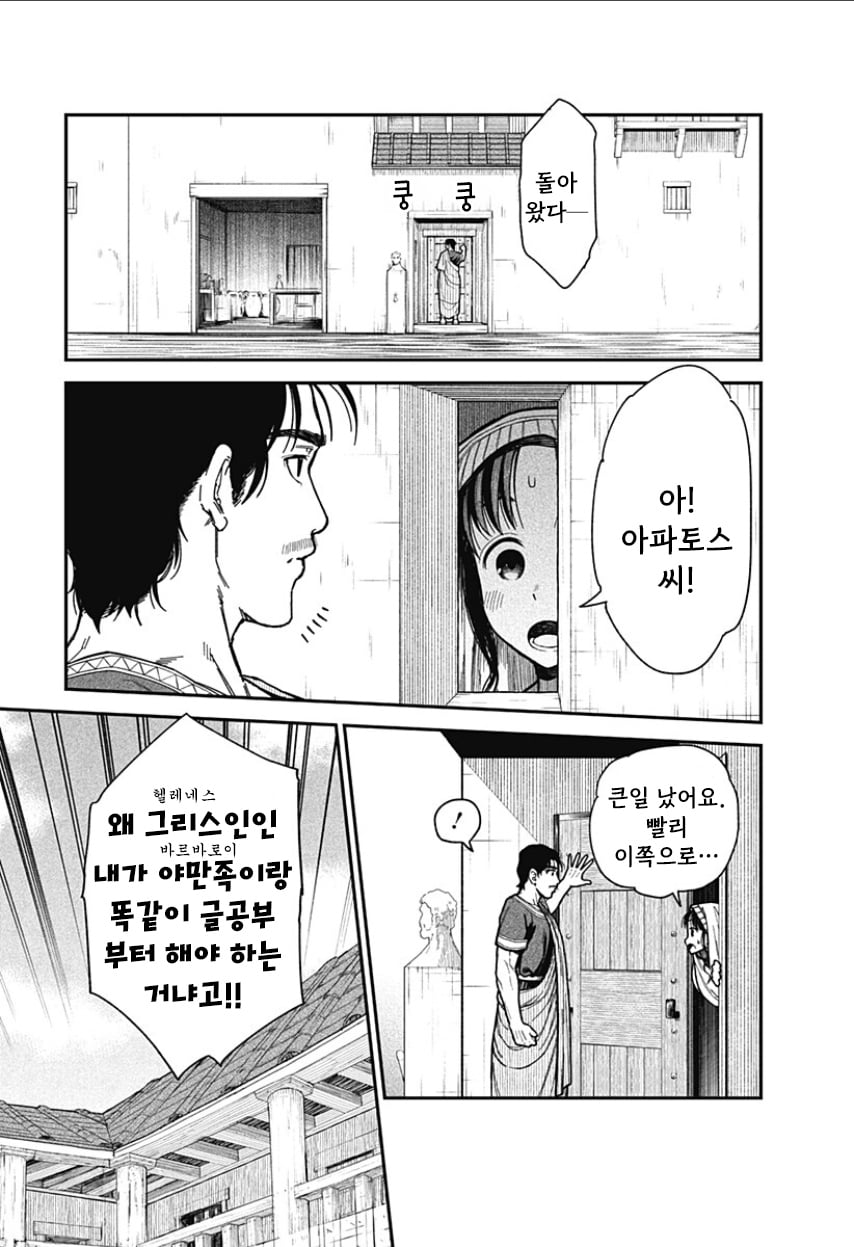 돌아
왔다―
쿵 쿵
아!
아파토스
씨!
큰일 났어요.
빨리
이쪽으로…
!
헬레네스
왜 그리스인인
바르바로이
내가 야만족이랑
똑같이 글공부
부터 해야 하는
거냐고!!